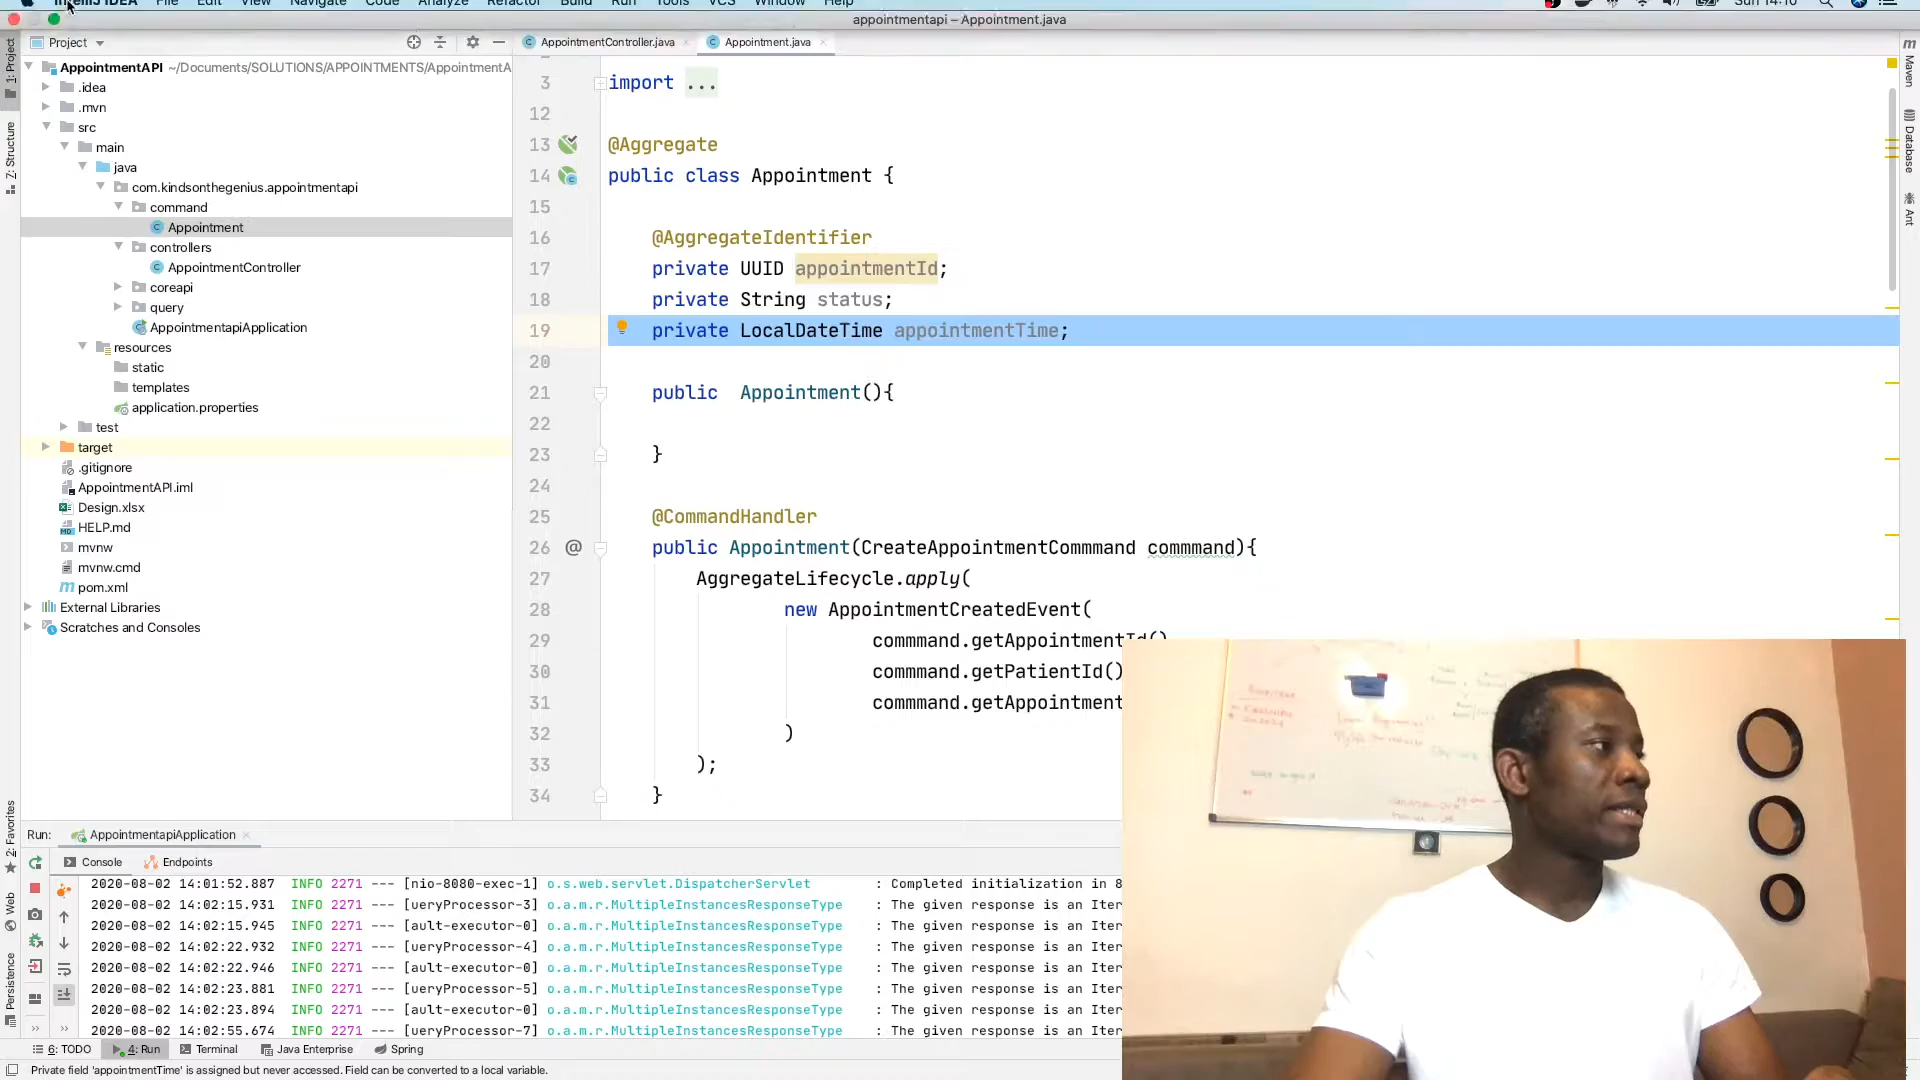 IntelliJ IDEA File Edit View Navigate Code Analyze Refactor Build Run Tools VCS Window Help Sun 14:10
appointmentapi – Appointment.java
Project
AppointmentController.java Appointment.java
AppointmentAPI ~/Documents/SOLUTIONS/APPOINTMENTS/AppointmentA
.idea
.mvn
src
main
java
com.kindsonthegenius.appointmentapi
command
Appointment
controllers
AppointmentController
coreapi
query
AppointmentapiApplication
resources
static
templates
application.properties
test
target
.gitignore
AppointmentAPI.iml
Design.xlsx
HELP.md
mvnw
mvnw.cmd
pom.xml
External Libraries
Scratches and Consoles
1: Project
7: Structure
2: Favorites
Web
Persistence
Maven
Database
Ant
3 import ...
12
13 @Aggregate
14 public class Appointment {
15
16 @AggregateIdentifier
17 private UUID appointmentId;
18 private String status;
19 private LocalDateTime appointmentTime;
20
21 public Appointment(){
22
23 }
24
25 @CommandHandler
26 @ public Appointment(CreateAppointmentCommmand commmand){
27 AggregateLifecycle.apply(
28 new AppointmentCreatedEvent(
29 commmand.getAppointmentId()
30 commmand.getPatientId()
31 commmand.getAppointment
32 )
33 );
34 }
Run: AppointmentapiApplication
Console Endpoints
2020-08-02 14:01:52.887 INFO 2271 --- [nio-8080-exec-1] o.s.web.servlet.DispatcherServlet : Completed initialization in 8
2020-08-02 14:02:15.931 INFO 2271 --- [ueryProcessor-3] o.a.m.r.MultipleInstancesResponseType : The given response is an Iter
2020-08-02 14:02:15.945 INFO 2271 --- [ault-executor-0] o.a.m.r.MultipleInstancesResponseType : The given response is an Iter
2020-08-02 14:02:22.932 INFO 2271 --- [ueryProcessor-4] o.a.m.r.MultipleInstancesResponseType : The given response is an Iter
2020-08-02 14:02:22.946 INFO 2271 --- [ault-executor-0] o.a.m.r.MultipleInstancesResponseType : The given response is an Iter
2020-08-02 14:02:23.881 INFO 2271 --- [ueryProcessor-5] o.a.m.r.MultipleInstancesResponseType : The given response is an Iter
2020-08-02 14:02:23.894 INFO 2271 --- [ault-executor-0] o.a.m.r.MultipleInstancesResponseType : The given response is an Iter
2020-08-02 14:02:55.674 INFO 2271 --- [ueryProcessor-7] o.a.m.r.MultipleInstancesResponseType : The given response is an Iter
6: TODO 4: Run Terminal Java Enterprise Spring
Private field 'appointmentTime' is assigned but never accessed. Field can be converted to a local variable.